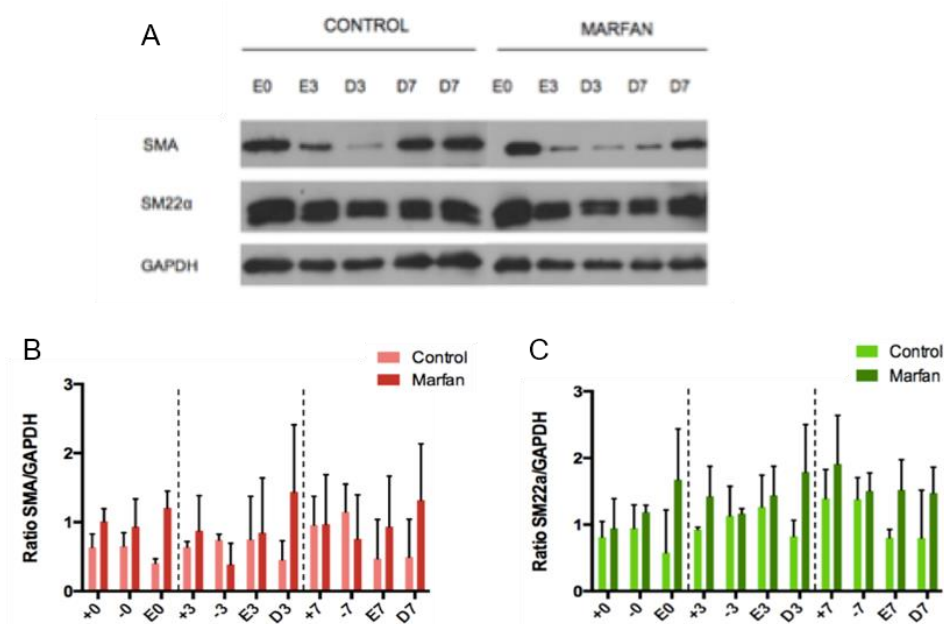 A
CONTROL MARFAN
E0 E3 D3 D7 D7 E0 E3 D3 D7 D7
SMA
SM22α
GAPDH
B
Control
Marfan
Ratio SMA/GAPDH
3
2
1
0
+0 -0 E0 +3 -3 E3 D3 +7 -7 E7 D7
C
Control
Marfan
Ratio SM22a/GAPDH
3
2
1
0
+0 -0 E0 +3 -3 E3 D3 +7 -7 E7 D7